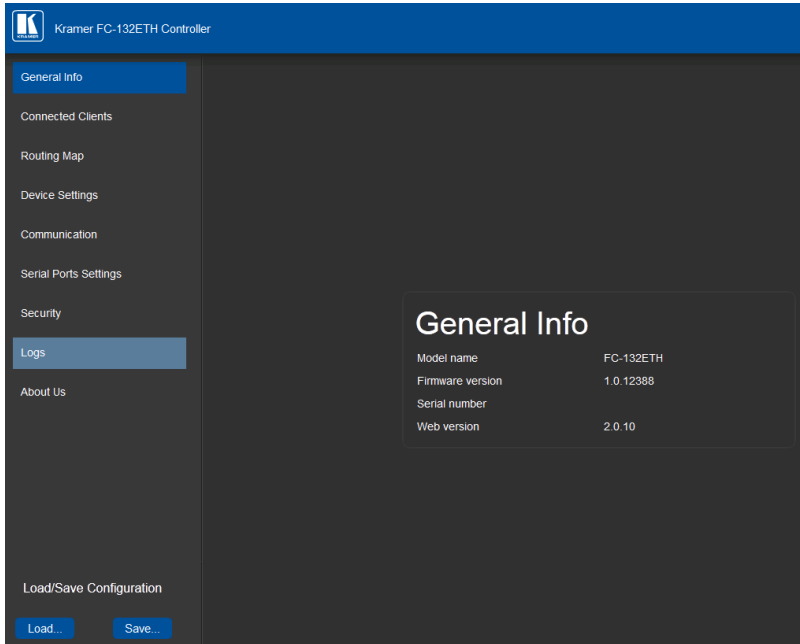 KRAMER
Kramer FC-132ETH Controller
General Info
Connected Clients
Routing Map
Device Settings
Communication
Serial Ports Settings
Security
Logs
About Us
General Info
Model name FC-132ETH
Firmware version 1.0.12388
Serial number
Web version 2.0.10
Load/Save Configuration
Load... Save...